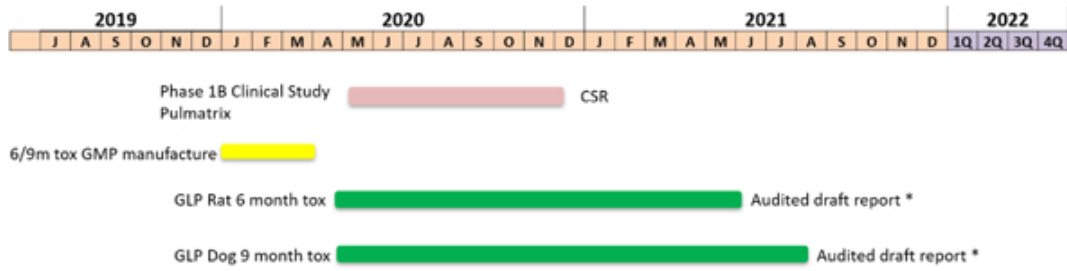 2019 2020 2021 2022
J A S O N D J F M A M J J A S O N D J F M A M J J A S O N D 1Q 2Q 3Q 4Q
Phase 1B Clinical Study CSR
Pulmatrix
6/9m tox GMP manufacture
GLP Rat 6 month tox Audited draft report *
GLP Dog 9 month tox Audited draft report *